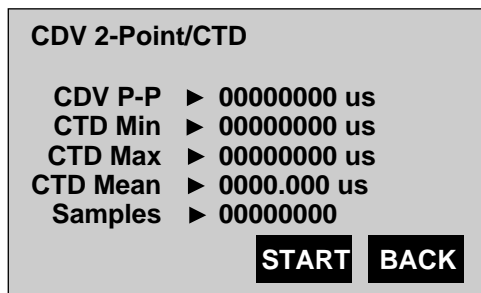 CDV 2-Point/CTD
CDV P-P ► 00000000 us
CTD Min ► 00000000 us
CTD Max ► 00000000 us
CTD Mean ► 0000.000 us
Samples ► 00000000
START BACK